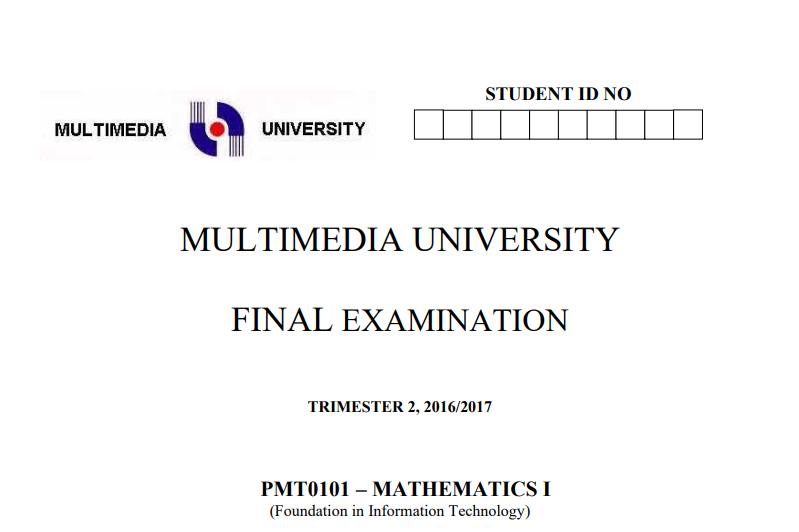 STUDENT ID NO
MULTIMEDIA UNIVERSITY
MULTIMEDIA UNIVERSITY
FINAL EXAMINATION
TRIMESTER 2, 2016/2017
PMT0101 – MATHEMATICS I
(Foundation in Information Technology)